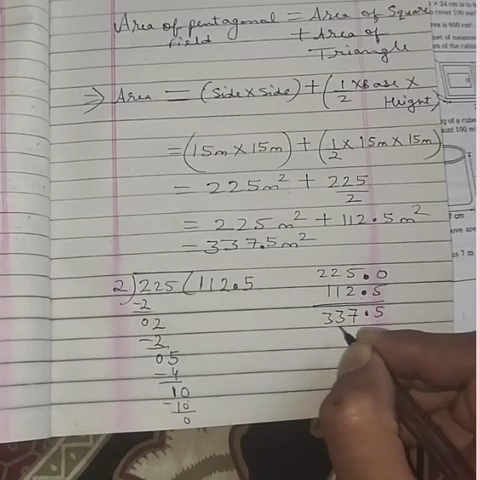 Area of pentagonal = Area of Square
field + Area of
Triangle
⇒ Area = (Side×Side) + (1/2 × Base ×
Height)
= (15m × 15m) + (1/2 × 15m × 15m)
= 225m² + 225/2
= 225m² + 112.5m²
= 337.5m²
2)225(112.5
-2
02
-2
05
-4
10
-10
0
225.0
112.5
337.5